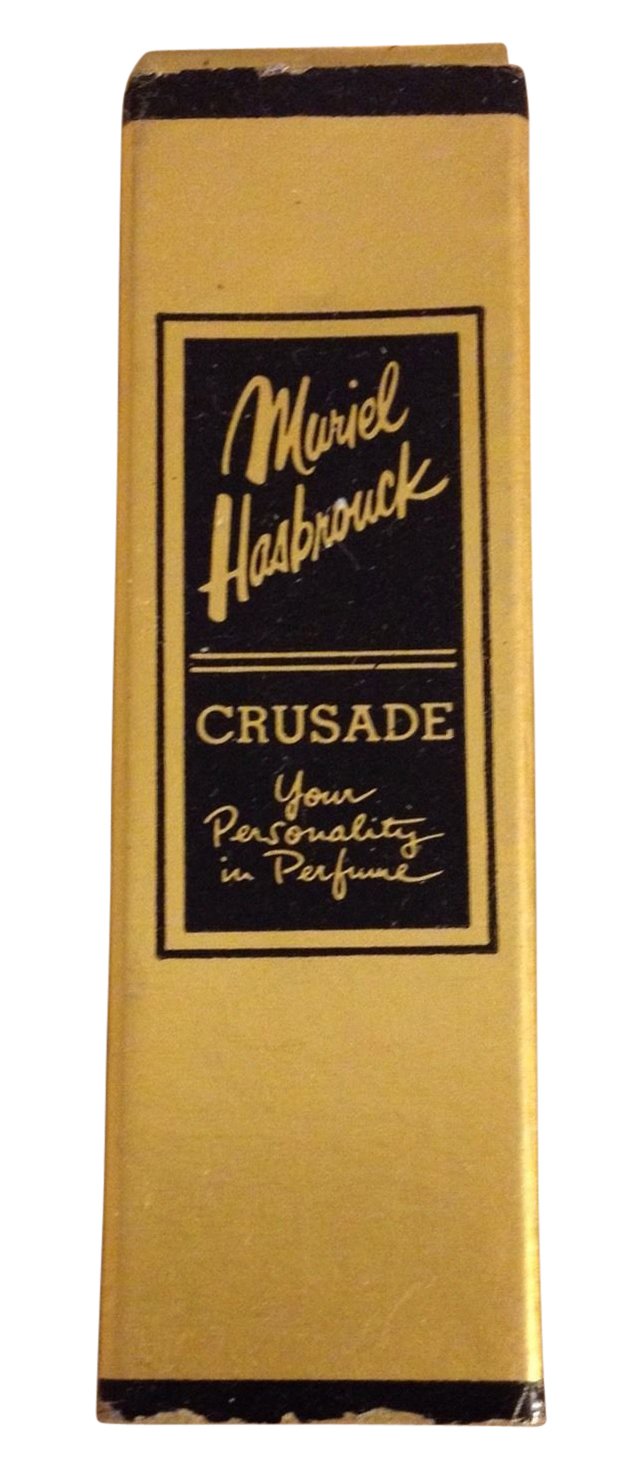 Muriel
Hasbrouck
CRUSADE
Your
Personality
in Perfume